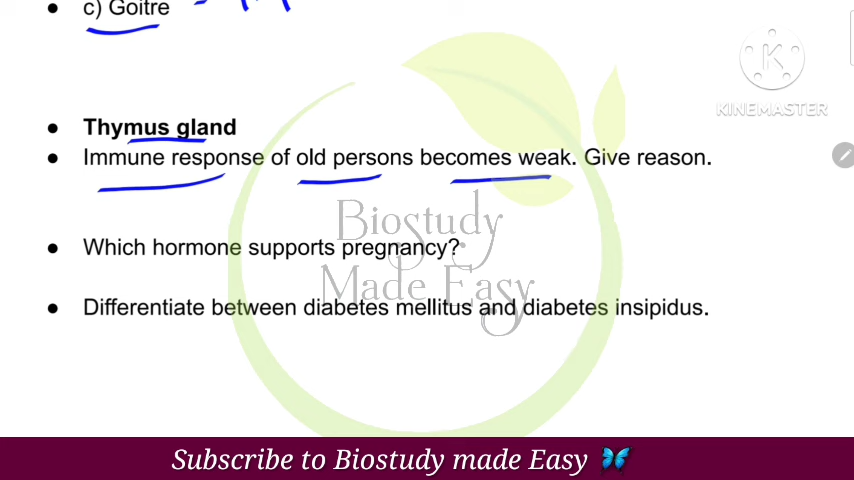 c) Goitre
KINEMASTER
Thymus gland
Immune response of old persons becomes weak. Give reason.
Biostudy
Made Easy
Which hormone supports pregnancy?
Differentiate between diabetes mellitus and diabetes insipidus.
Subscribe to Biostudy made Easy 🦋